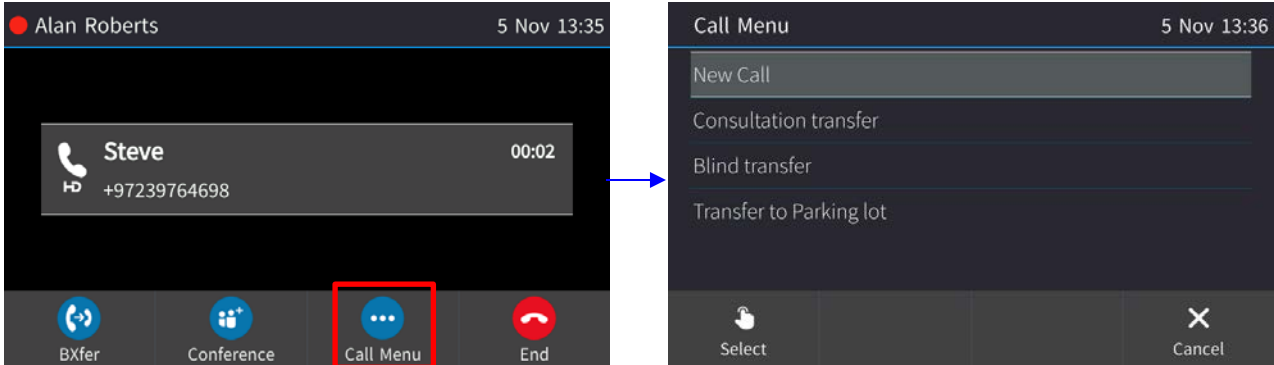 Alan Roberts 5 Nov 13:35
Steve 00:02
HD +97239764698
BXfer Conference Call Menu End
Call Menu 5 Nov 13:36
New Call
Consultation transfer
Blind transfer
Transfer to Parking lot
Select Cancel